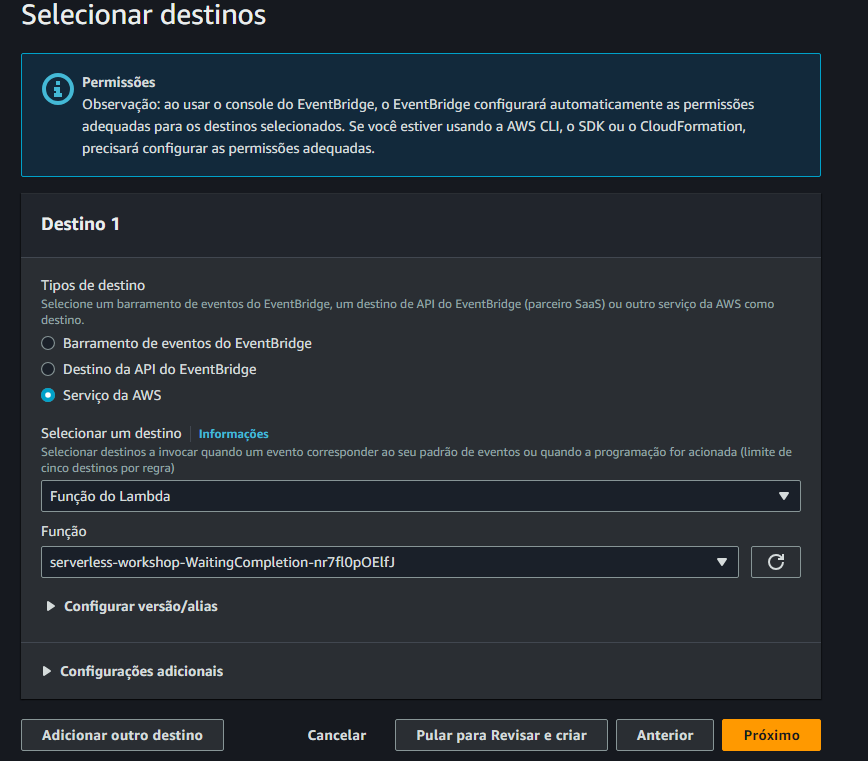 Selecionar destinos
Permissões
Observação: ao usar o console do EventBridge, o EventBridge configurará automaticamente as permissões
adequadas para os destinos selecionados. Se você estiver usando a AWS CLI, o SDK ou o CloudFormation,
precisará configurar as permissões adequadas.
Destino 1
Tipos de destino
Selecione um barramento de eventos do EventBridge, um destino de API do EventBridge (parceiro SaaS) ou outro serviço da AWS como
destino.
Barramento de eventos do EventBridge
Destino da API do EventBridge
Serviço da AWS
Selecionar um destino Informações
Selecionar destinos a invocar quando um evento corresponder ao seu padrão de eventos ou quando a programação for acionada (limite de
cinco destinos por regra)
Função do Lambda
Função
serverless-workshop-WaitingCompletion-nr7fl0pOElfJ
Configurar versão/alias
Configurações adicionais
Adicionar outro destino Cancelar Pular para Revisar e criar Anterior Próximo